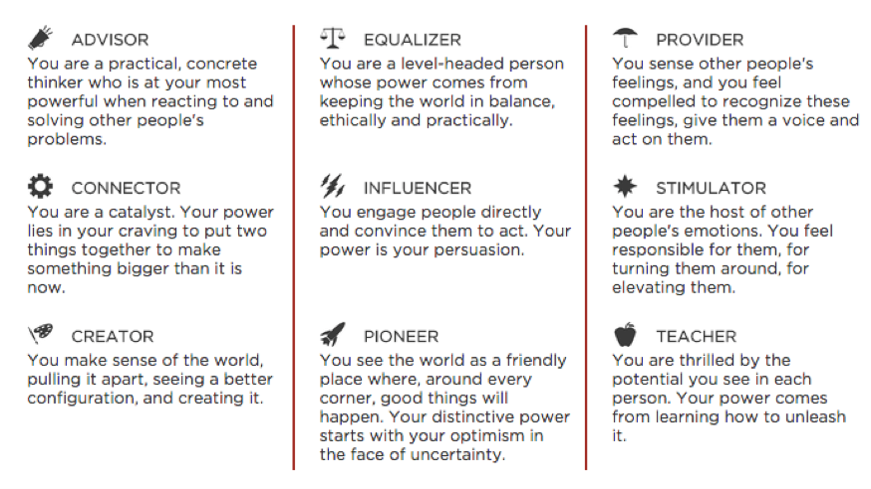 ADVISOR
You are a practical, concrete
thinker who is at your most
powerful when reacting to and
solving other people's
problems.
CONNECTOR
You are a catalyst. Your power
lies in your craving to put two
things together to make
something bigger than it is
now.
CREATOR
You make sense of the world,
pulling it apart, seeing a better
configuration, and creating it.
EQUALIZER
You are a level-headed person
whose power comes from
keeping the world in balance,
ethically and practically.
INFLUENCER
You engage people directly
and convince them to act. Your
power is your persuasion.
PIONEER
You see the world as a friendly
place where, around every
corner, good things will
happen. Your distinctive power
starts with your optimism in
the face of uncertainty.
PROVIDER
You sense other people's
feelings, and you feel
compelled to recognize these
feelings, give them a voice and
act on them.
STIMULATOR
You are the host of other
people's emotions. You feel
responsible for them, for
turning them around, for
elevating them.
TEACHER
You are thrilled by the
potential you see in each
person. Your power comes
from learning how to unleash
it.